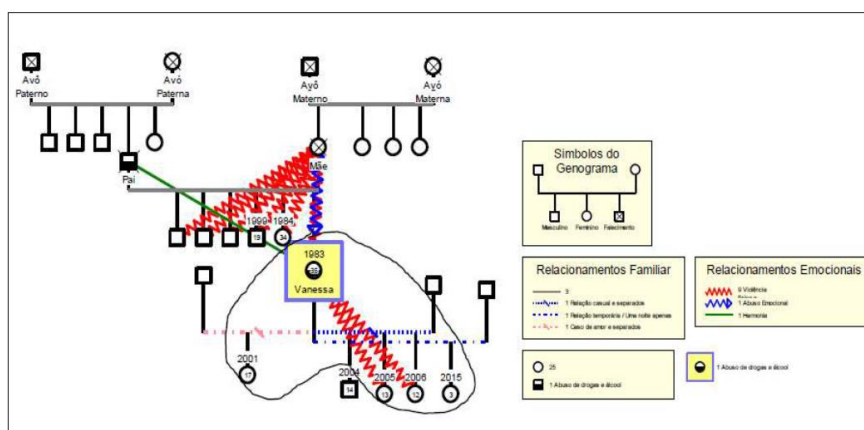 Avô
Paterno
Avó
Paterna
Avô
Materno
Avó
Materna
Pai
Mãe
1999
1984
19
34
1983
35
Vanessa
2001
17
2004
14
2005
13
2006
12
2015
3
Símbolos do
Genograma
Masculino
Feminino
Falecimento
Relacionamentos Familiar
3
1 Relação casual e separados
1 Relação temporária / Uma noite apenas
1 Caso de amor e separados
Relacionamentos Emocionais
8 Violência
1 Abuso Emocional
1 Harmonia
25
1 Abuso de drogas e álcool
1 Abuso de drogas e álcool